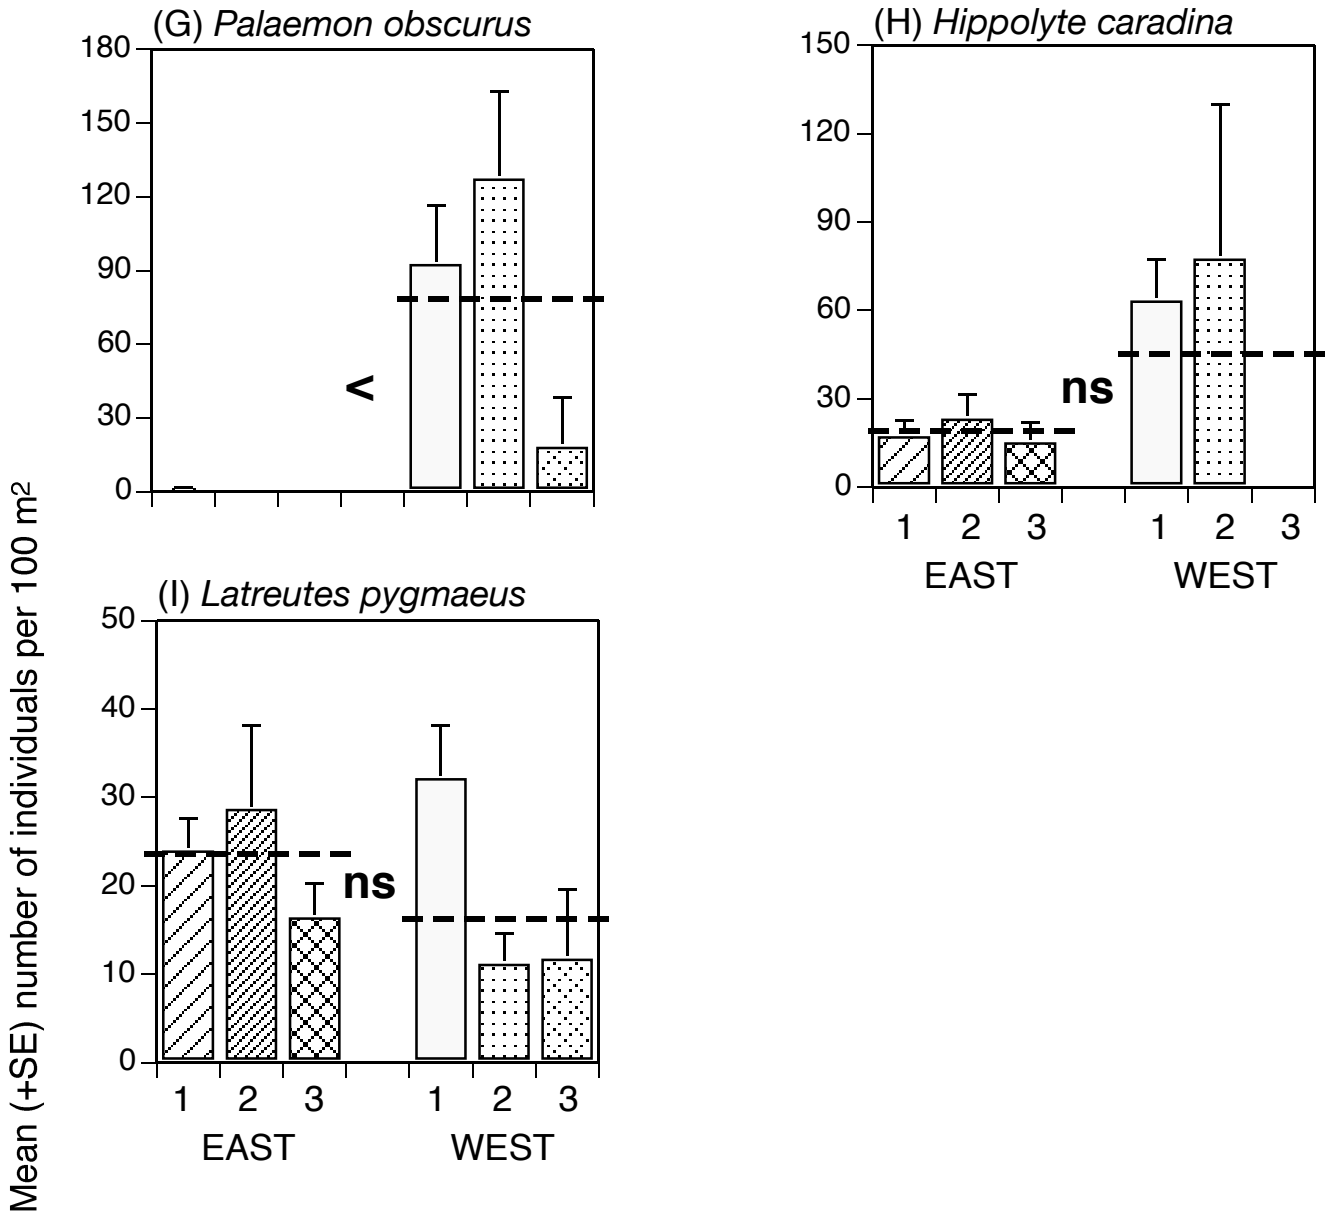 Mean (+SE) number of individuals per 100 m²
(G) Palaemon obscurus
180
150
120
90
60
30
0
<
(H) Hippolyte caradina
150
120
90
60
30
0
ns
1 2 3 1 2 3
EAST WEST
(I) Latreutes pygmaeus
50
40
30
20
10
0
ns
1 2 3 1 2 3
EAST WEST